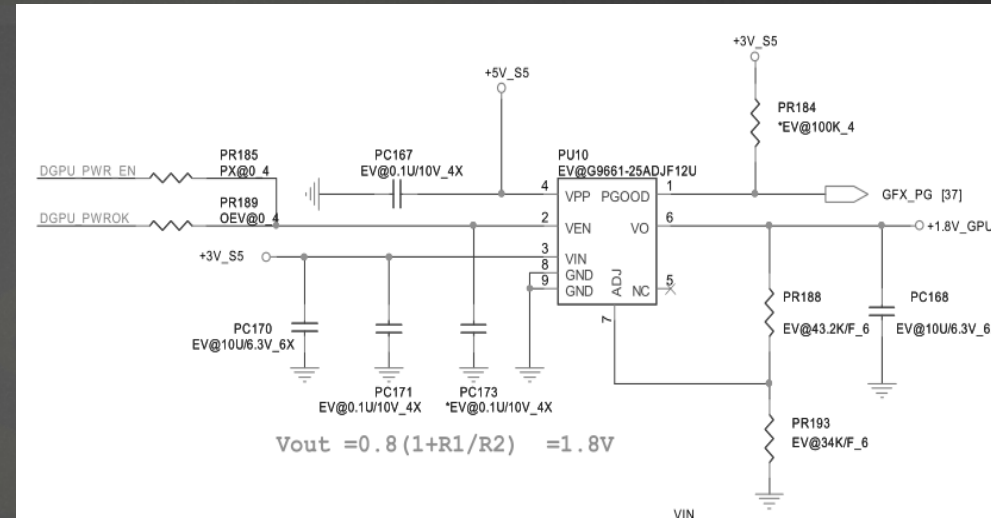 +3V_S5
+5V_S5
PR184
*EV@100K_4
DGPU_PWR_EN
PR185
PX@0_4
PC167
EV@0.1U/10V_4X
PU10
EV@G9661-25ADJF12U
4
VPP
PGOOD
1
GFX_PG [37]
DGPU_PWROK
PR189
OEV@0_4
2
VEN
VO
6
+1.8V_GPU
+3V_S5
3
VIN
8
GND
9
GND
ADJ
NC
5
7
PR188
EV@43.2K/F_6
PC168
EV@10U/6.3V_6
PC170
EV@10U/6.3V_6X
PC171
EV@0.1U/10V_4X
PC173
*EV@0.1U/10V_4X
PR193
EV@34K/F_6
Vout =0.8(1+R1/R2) =1.8V
VIN